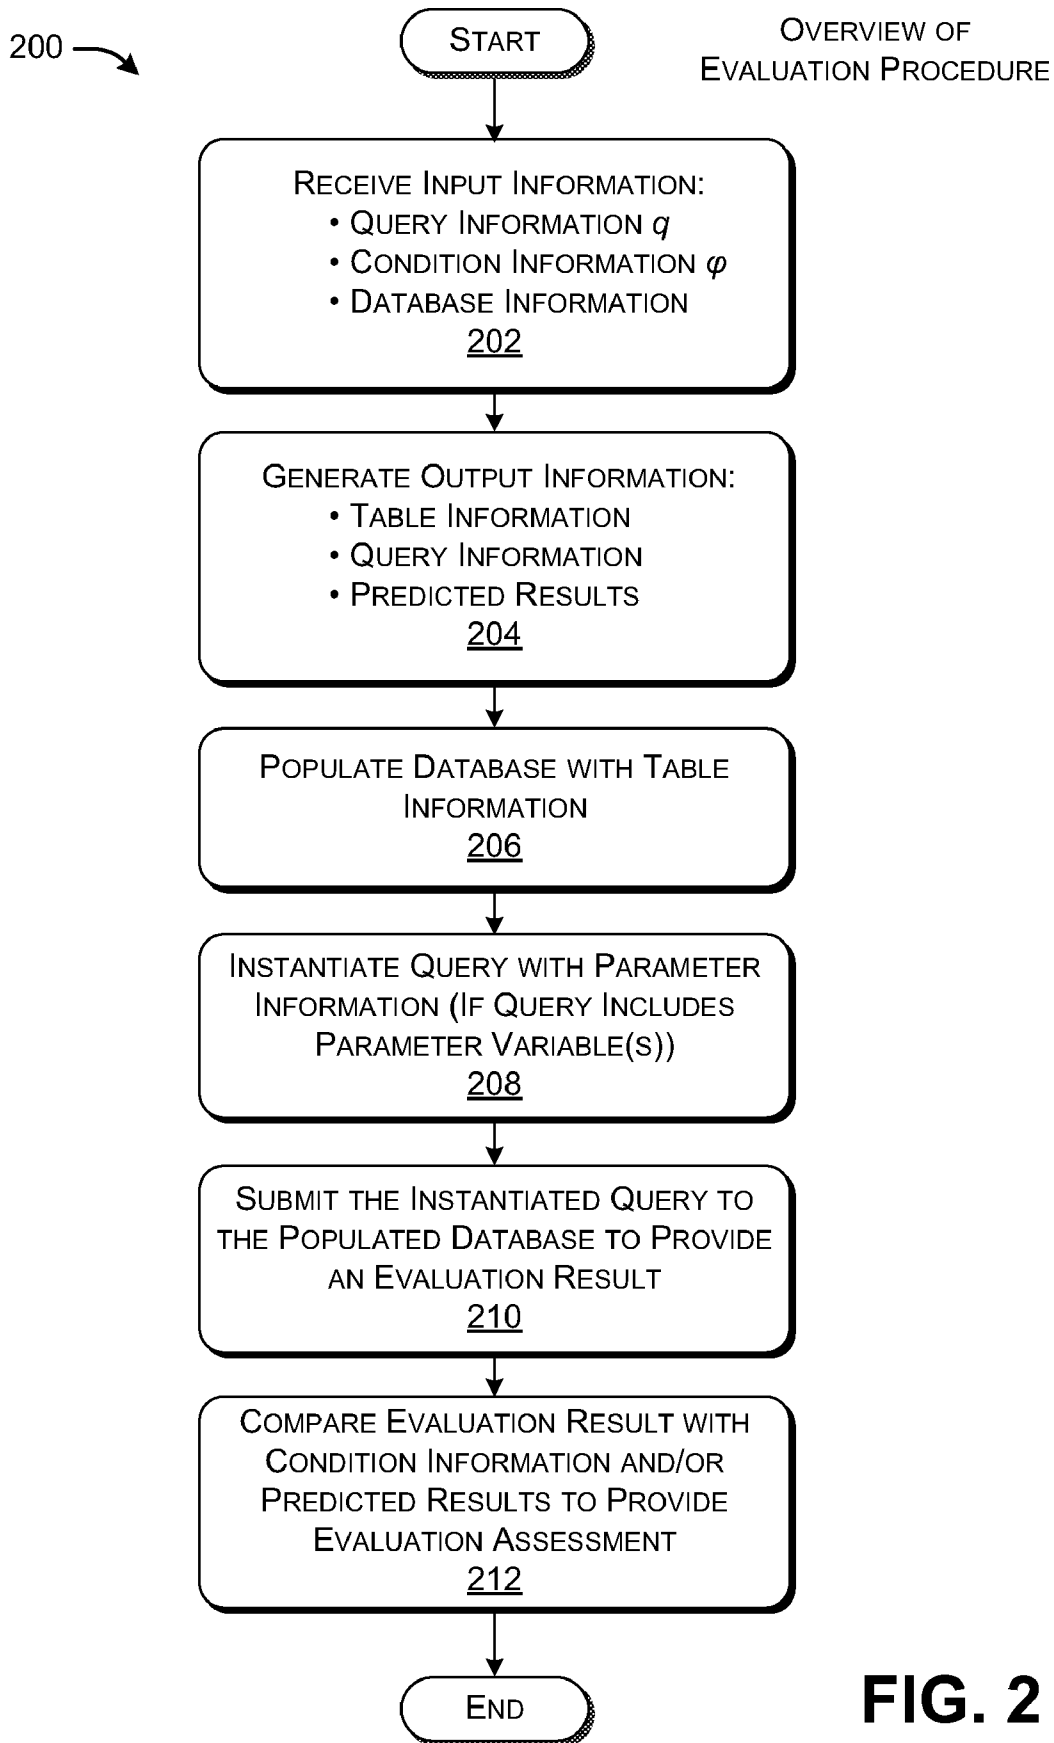 200
START
OVERVIEW OF
EVALUATION PROCEDURE
RECEIVE INPUT INFORMATION:
• QUERY INFORMATION q
• CONDITION INFORMATION φ
• DATABASE INFORMATION
202
GENERATE OUTPUT INFORMATION:
• TABLE INFORMATION
• QUERY INFORMATION
• PREDICTED RESULTS
204
POPULATE DATABASE WITH TABLE
INFORMATION
206
INSTANTIATE QUERY WITH PARAMETER
INFORMATION (IF QUERY INCLUDES
PARAMETER VARIABLE(S))
208
SUBMIT THE INSTANTIATED QUERY TO
THE POPULATED DATABASE TO PROVIDE
AN EVALUATION RESULT
210
COMPARE EVALUATION RESULT WITH
CONDITION INFORMATION AND/OR
PREDICTED RESULTS TO PROVIDE
EVALUATION ASSESSMENT
212
END
FIG. 2